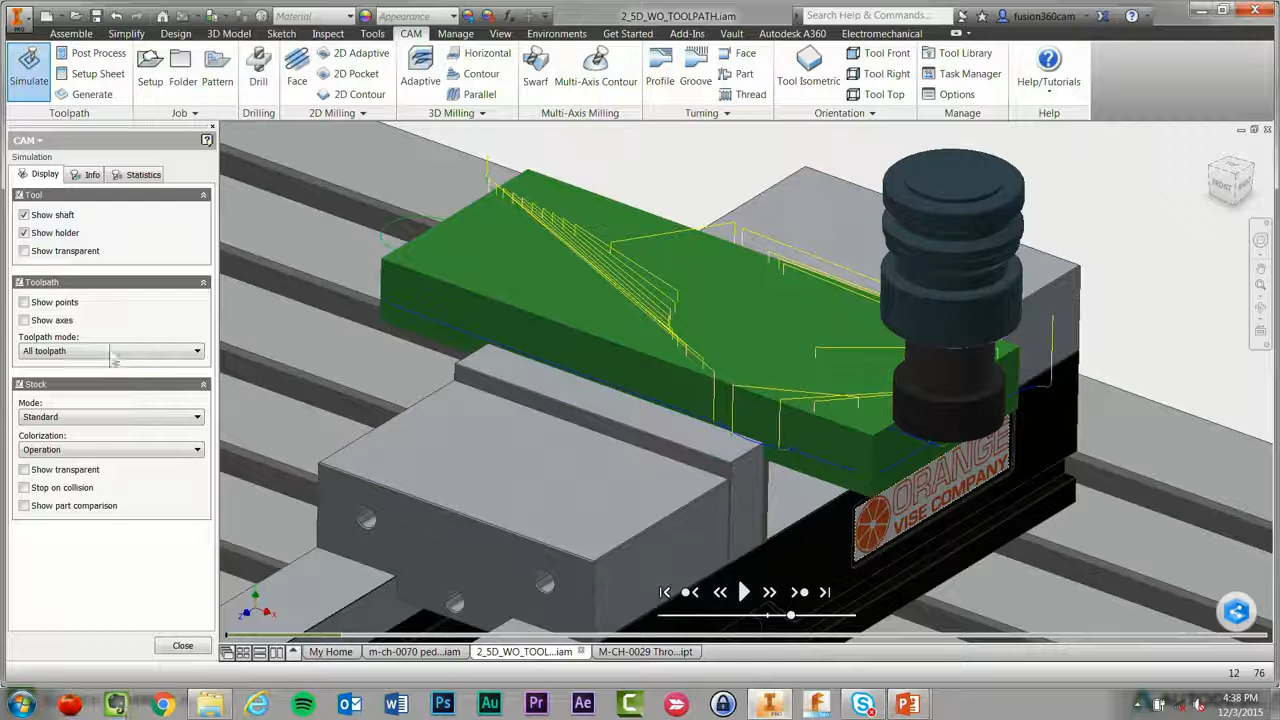 Material
Appearance
2_5D_WO_TOOLPATH.iam
Search Help & Commands...
fusion360cam
PRO
Assemble Simplify Design 3D Model Sketch Inspect Tools CAM Manage View Environments Get Started Add-Ins Vault Autodesk A360 Electromechanical
Simulate
Post Process
Setup Sheet
Generate
Toolpath
Setup
Folder
Pattern
Job
Drill
Drilling
Face
2D Adaptive
2D Pocket
2D Contour
2D Milling
Adaptive
Horizontal
Contour
Parallel
3D Milling
Swarf
Multi-Axis Contour
Multi-Axis Milling
Profile
Groove
Face
Part
Thread
Turning
Tool Isometric
Tool Front
Tool Right
Tool Top
Orientation
Tool Library
Task Manager
Options
Manage
Help/Tutorials
Help
CAM
Simulation
Display
Info
Statistics
Tool
Show shaft
Show holder
Show transparent
Toolpath
Show points
Show axes
Toolpath mode:
All toolpath
Stock
Mode:
Standard
Colorization:
Operation
Show transparent
Stop on collision
Show part comparison
Close
FRONT
ORANGE
VISE COMPANY
z
x
My Home
m-ch-0070 ped....iam
2_5D_WO_TOOL....iam
M-CH-0029 Thro....ipt
12 76
4:38 PM
12/3/2015